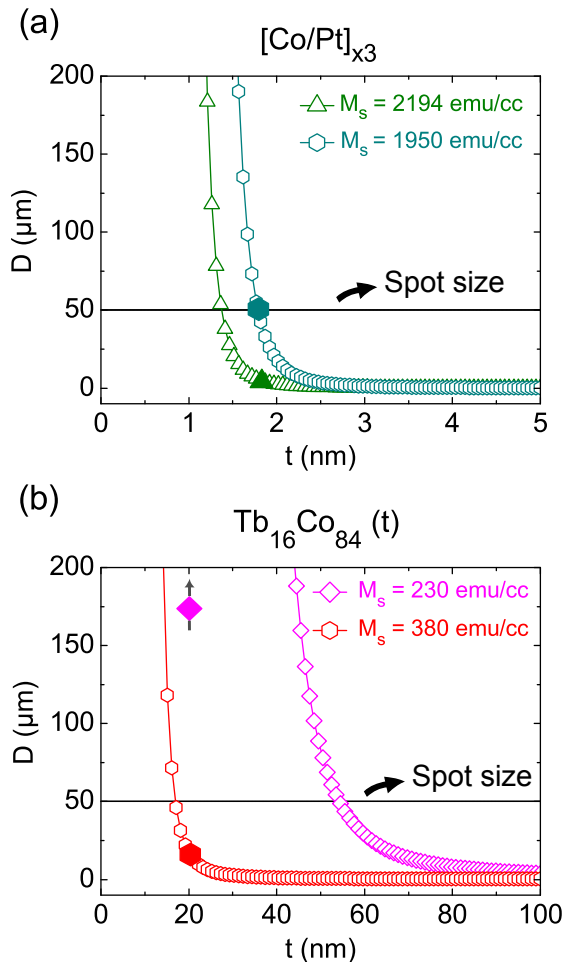 (a)
[Co/Pt]x3
200
150
100
50
0
D (µm)
Ms = 2194 emu/cc
Ms = 1950 emu/cc
Spot size
0 1 2 3 4 5
t (nm)
(b)
Tb16Co84 (t)
200
150
100
50
0
D (µm)
Ms = 230 emu/cc
Ms = 380 emu/cc
Spot size
0 20 40 60 80 100
t (nm)